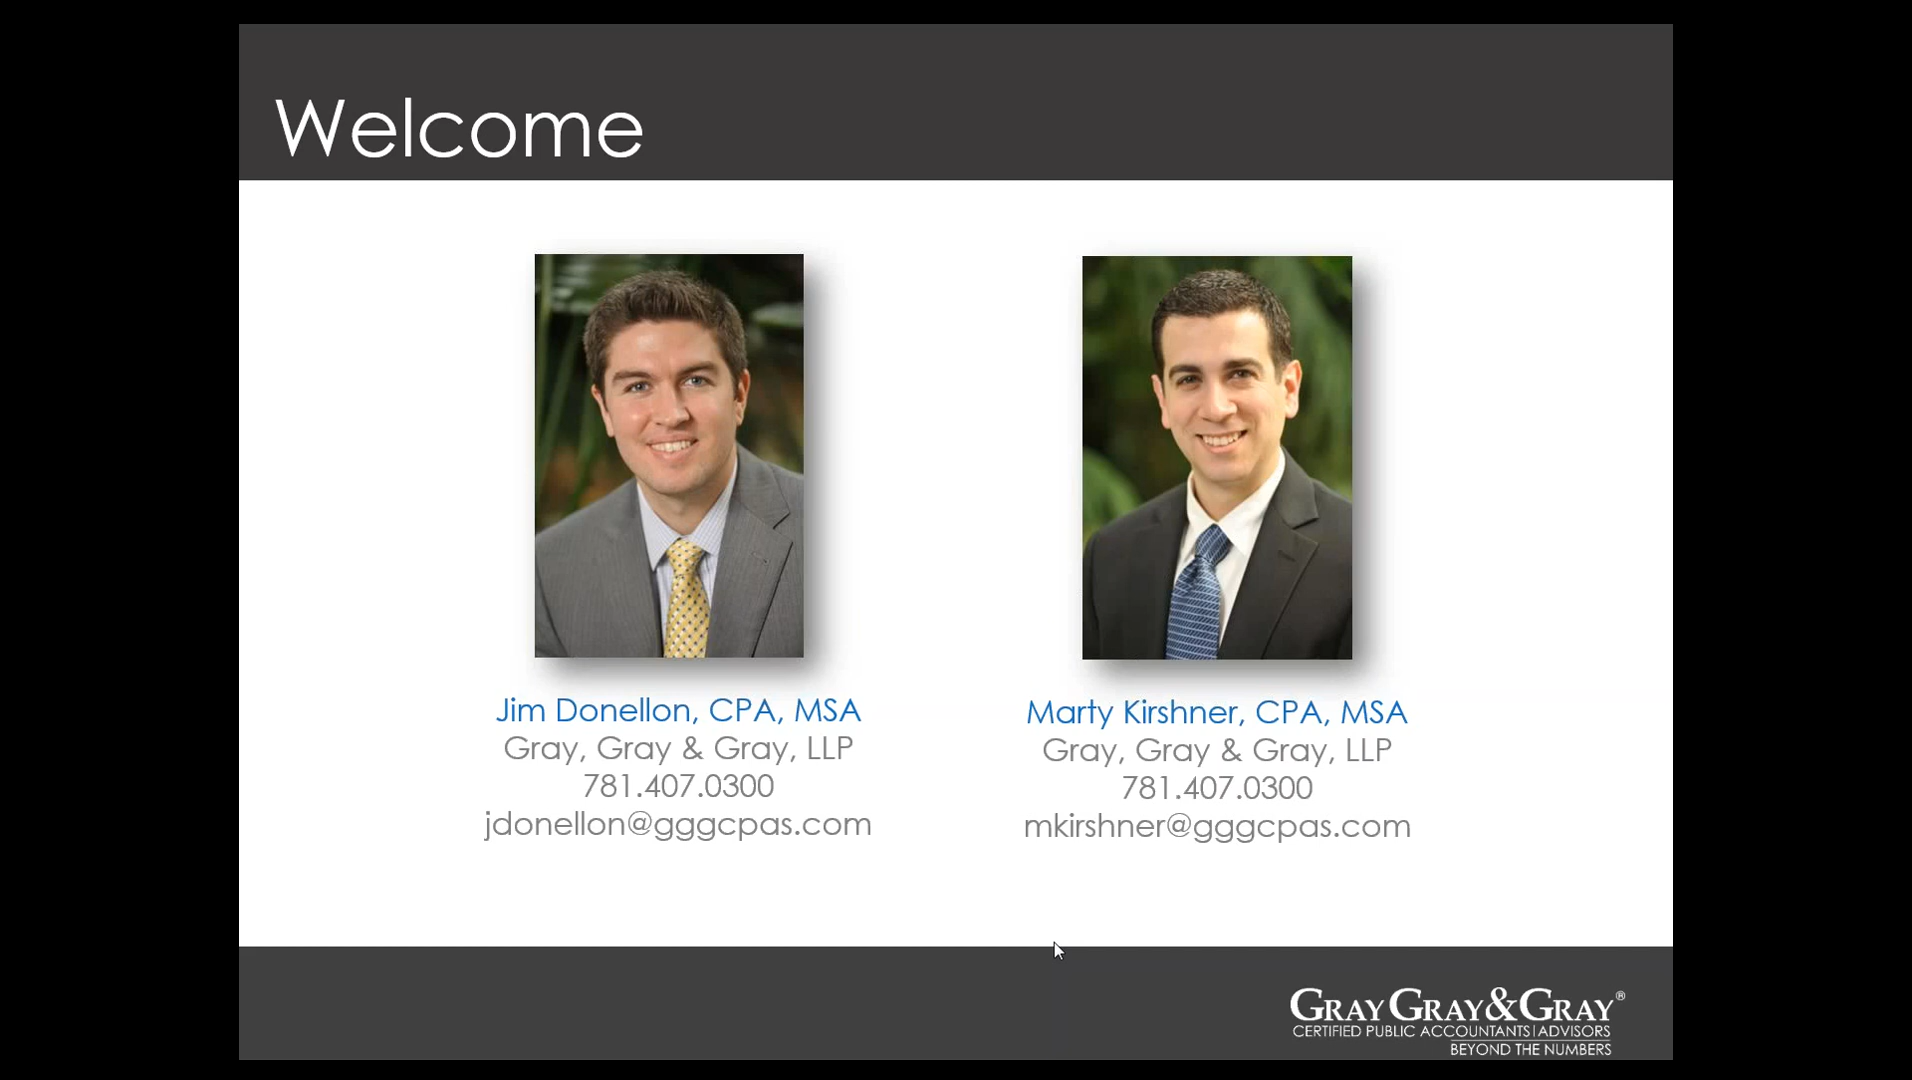 Welcome
Jim Donellon, CPA, MSA
Gray, Gray & Gray, LLP
781.407.0300
jdonellon@gggcpas.com
Marty Kirshner, CPA, MSA
Gray, Gray & Gray, LLP
781.407.0300
mkirshner@gggcpas.com
GRAY GRAY & GRAY®
CERTIFIED PUBLIC ACCOUNTANTS | ADVISORS
BEYOND THE NUMBERS